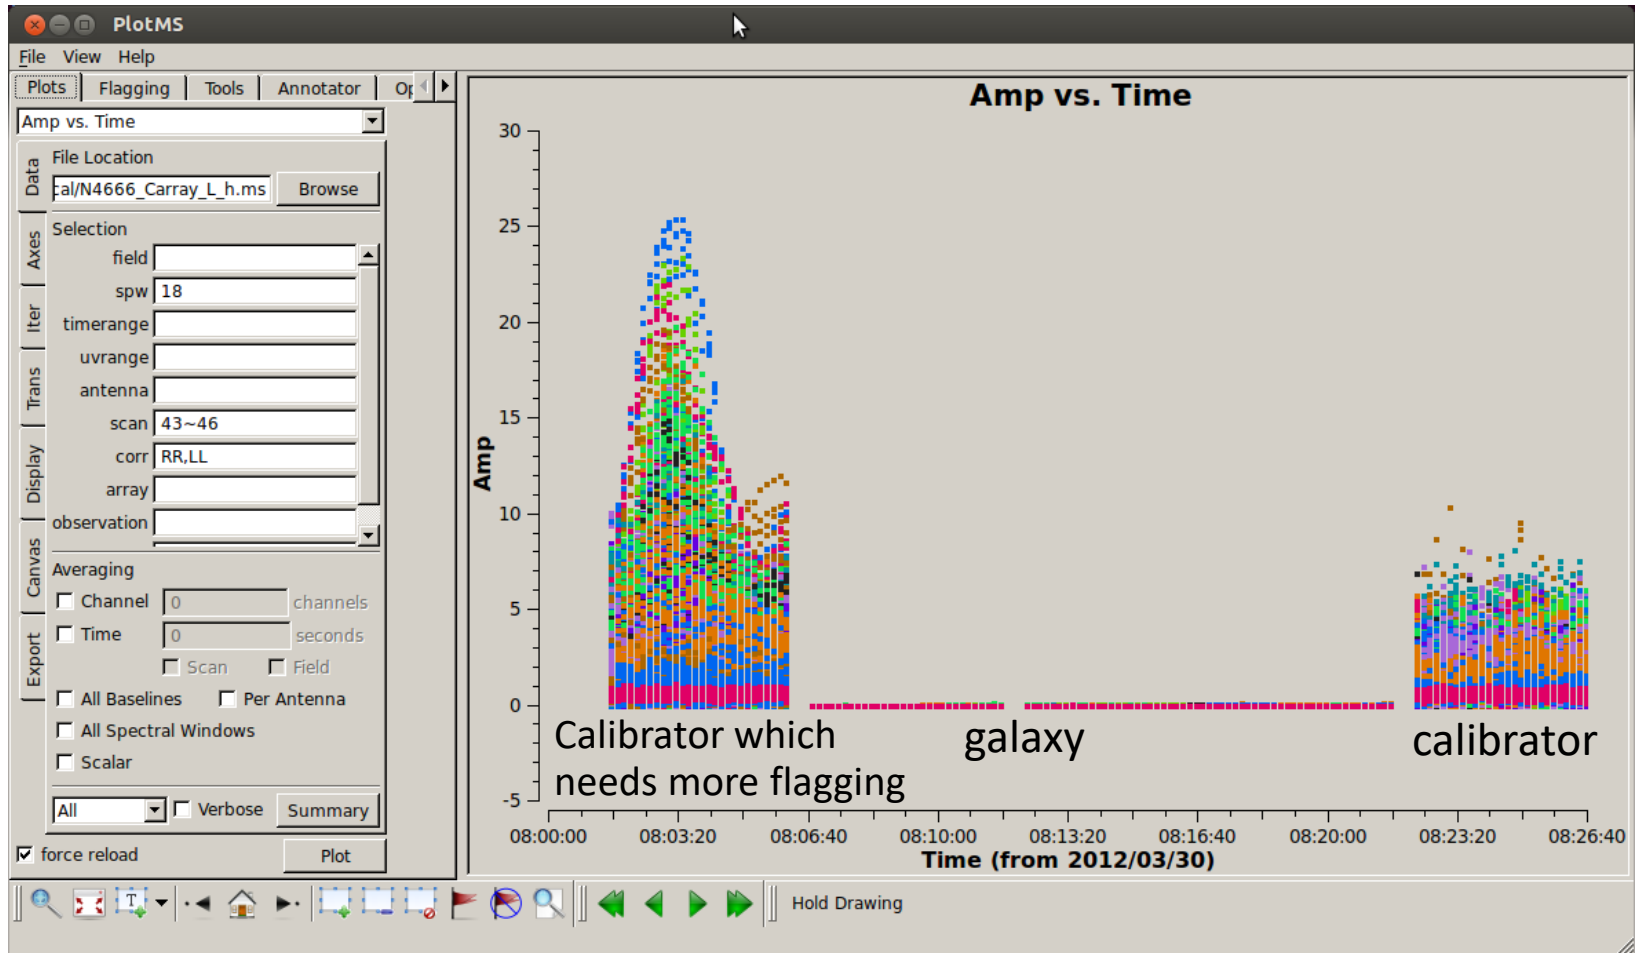 PlotMS
File View Help
Plots Flagging Tools Annotator Op
Amp vs. Time
Data
Axes
Iter
Trans
Display
Canvas
Export
File Location
cal/N4666_Carray_L_h.ms Browse
Selection
field
spw 18
timerange
uvrange
antenna
scan 43~46
corr RR,LL
array
observation
Averaging
Channel 0 channels
Time 0 seconds
Scan Field
All Baselines Per Antenna
All Spectral Windows
Scalar
All Verbose Summary
force reload Plot
Amp vs. Time
Amp
30
25
20
15
10
5
0
-5
Calibrator which
needs more flagging
galaxy
calibrator
08:00:00 08:03:20 08:06:40 08:10:00 08:13:20 08:16:40 08:20:00 08:23:20 08:26:40
Time (from 2012/03/30)
T
Hold Drawing